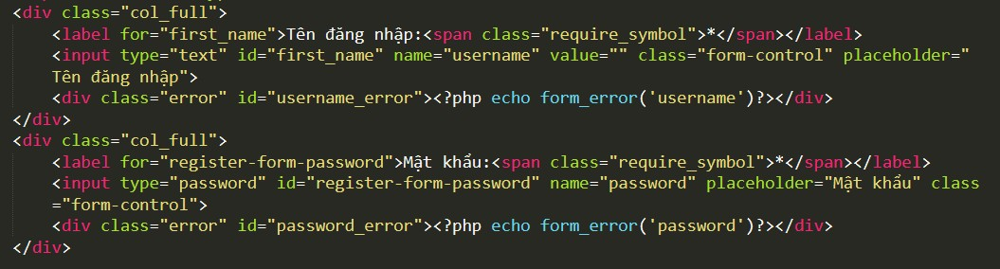 <div class="col_full">
<label for="first_name">Tên đăng nhập:<span class="require_symbol">*</span></label>
<input type="text" id="first_name" name="username" value="" class="form-control" placeholder="
Tên đăng nhập">
<div class="error" id="username_error"><?php echo form_error('username')?></div>
</div>
<div class="col_full">
<label for="register-form-password">Mật khẩu:<span class="require_symbol">*</span></label>
<input type="password" id="register-form-password" name="password" placeholder="Mật khẩu" class
="form-control">
<div class="error" id="password_error"><?php echo form_error('password')?></div>
</div>